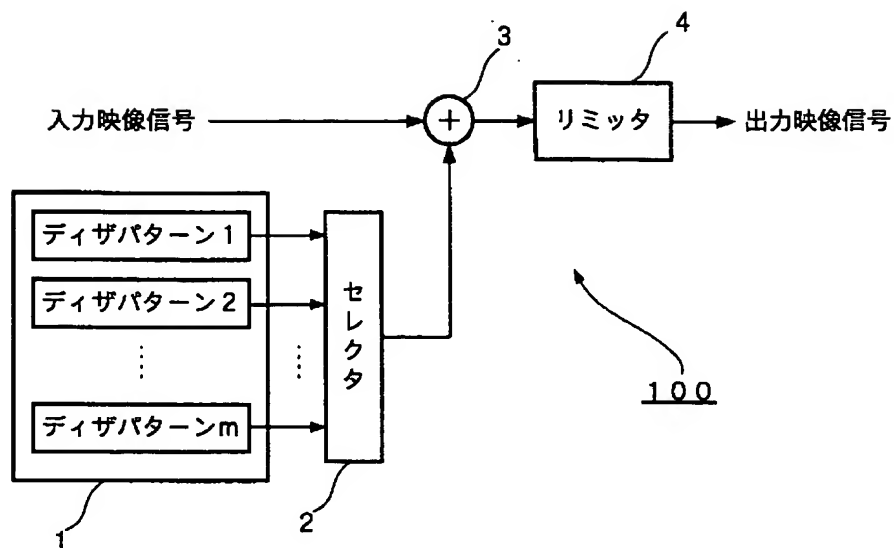 3
4
入力映像信号
+
リミッタ
出力映像信号
ディザパターン1
ディザパターン2
ディザパターンm
セレクタ
100
1
2